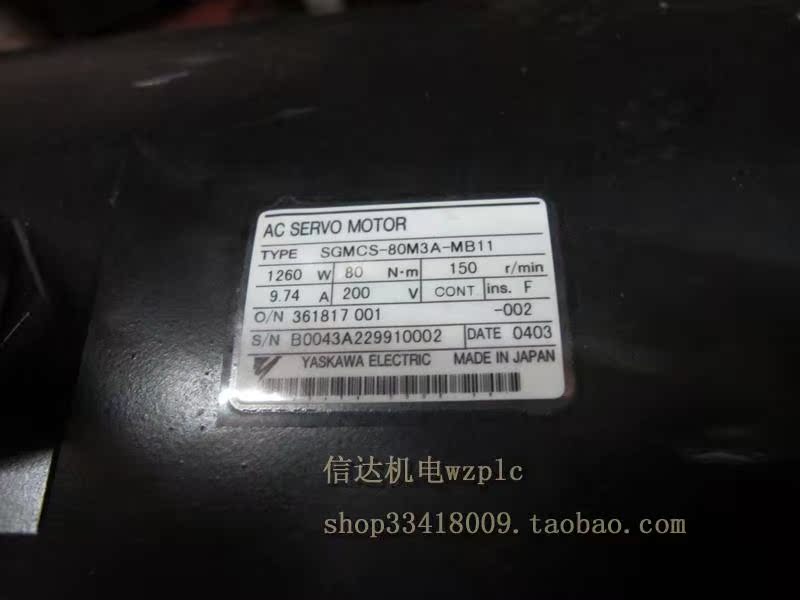 AC SERVO MOTOR
TYPE SGMCS-80M3A-MB11
1260 W 80 N·m 150 r/min
9.74 A 200 V CONT. ins. F
O/N 361817 001 -002
S/N B0043A229910002 DATE 0403
YASKAWA ELECTRIC MADE IN JAPAN
信达机电wzplc
shop33418009.taobao.com